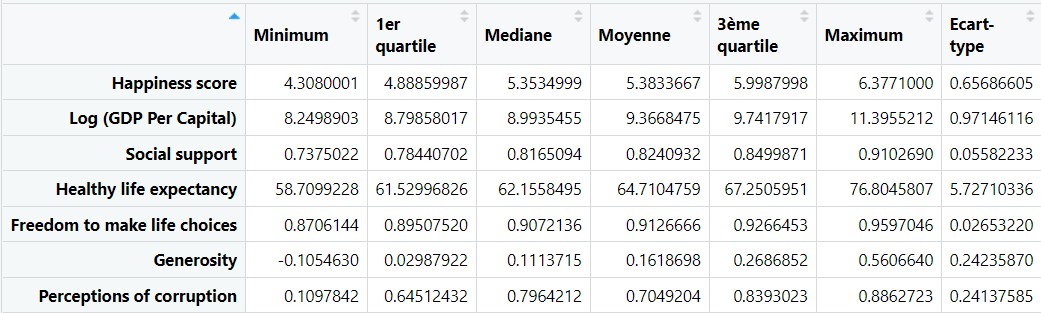 Minimum 1er quartile Mediane Moyenne 3ème quartile Maximum Ecart-type
Happiness score 4.3080001 4.88859987 5.3534999 5.3833667 5.9987998 6.3771000 0.65686605
Log (GDP Per Capital) 8.2498903 8.79858017 8.9935455 9.3668475 9.7417917 11.3955212 0.97146116
Social support 0.7375022 0.78440702 0.8165094 0.8240932 0.8499871 0.9102690 0.05582233
Healthy life expectancy 58.7099228 61.52996826 62.1558495 64.7104759 67.2505951 76.8045807 5.72710336
Freedom to make life choices 0.8706144 0.89507520 0.9072136 0.9126666 0.9266453 0.9597046 0.02653220
Generosity -0.1054630 0.02987922 0.1113715 0.1618698 0.2686852 0.5606640 0.24235870
Perceptions of corruption 0.1097842 0.64512432 0.7964212 0.7049204 0.8393023 0.8862723 0.24137585